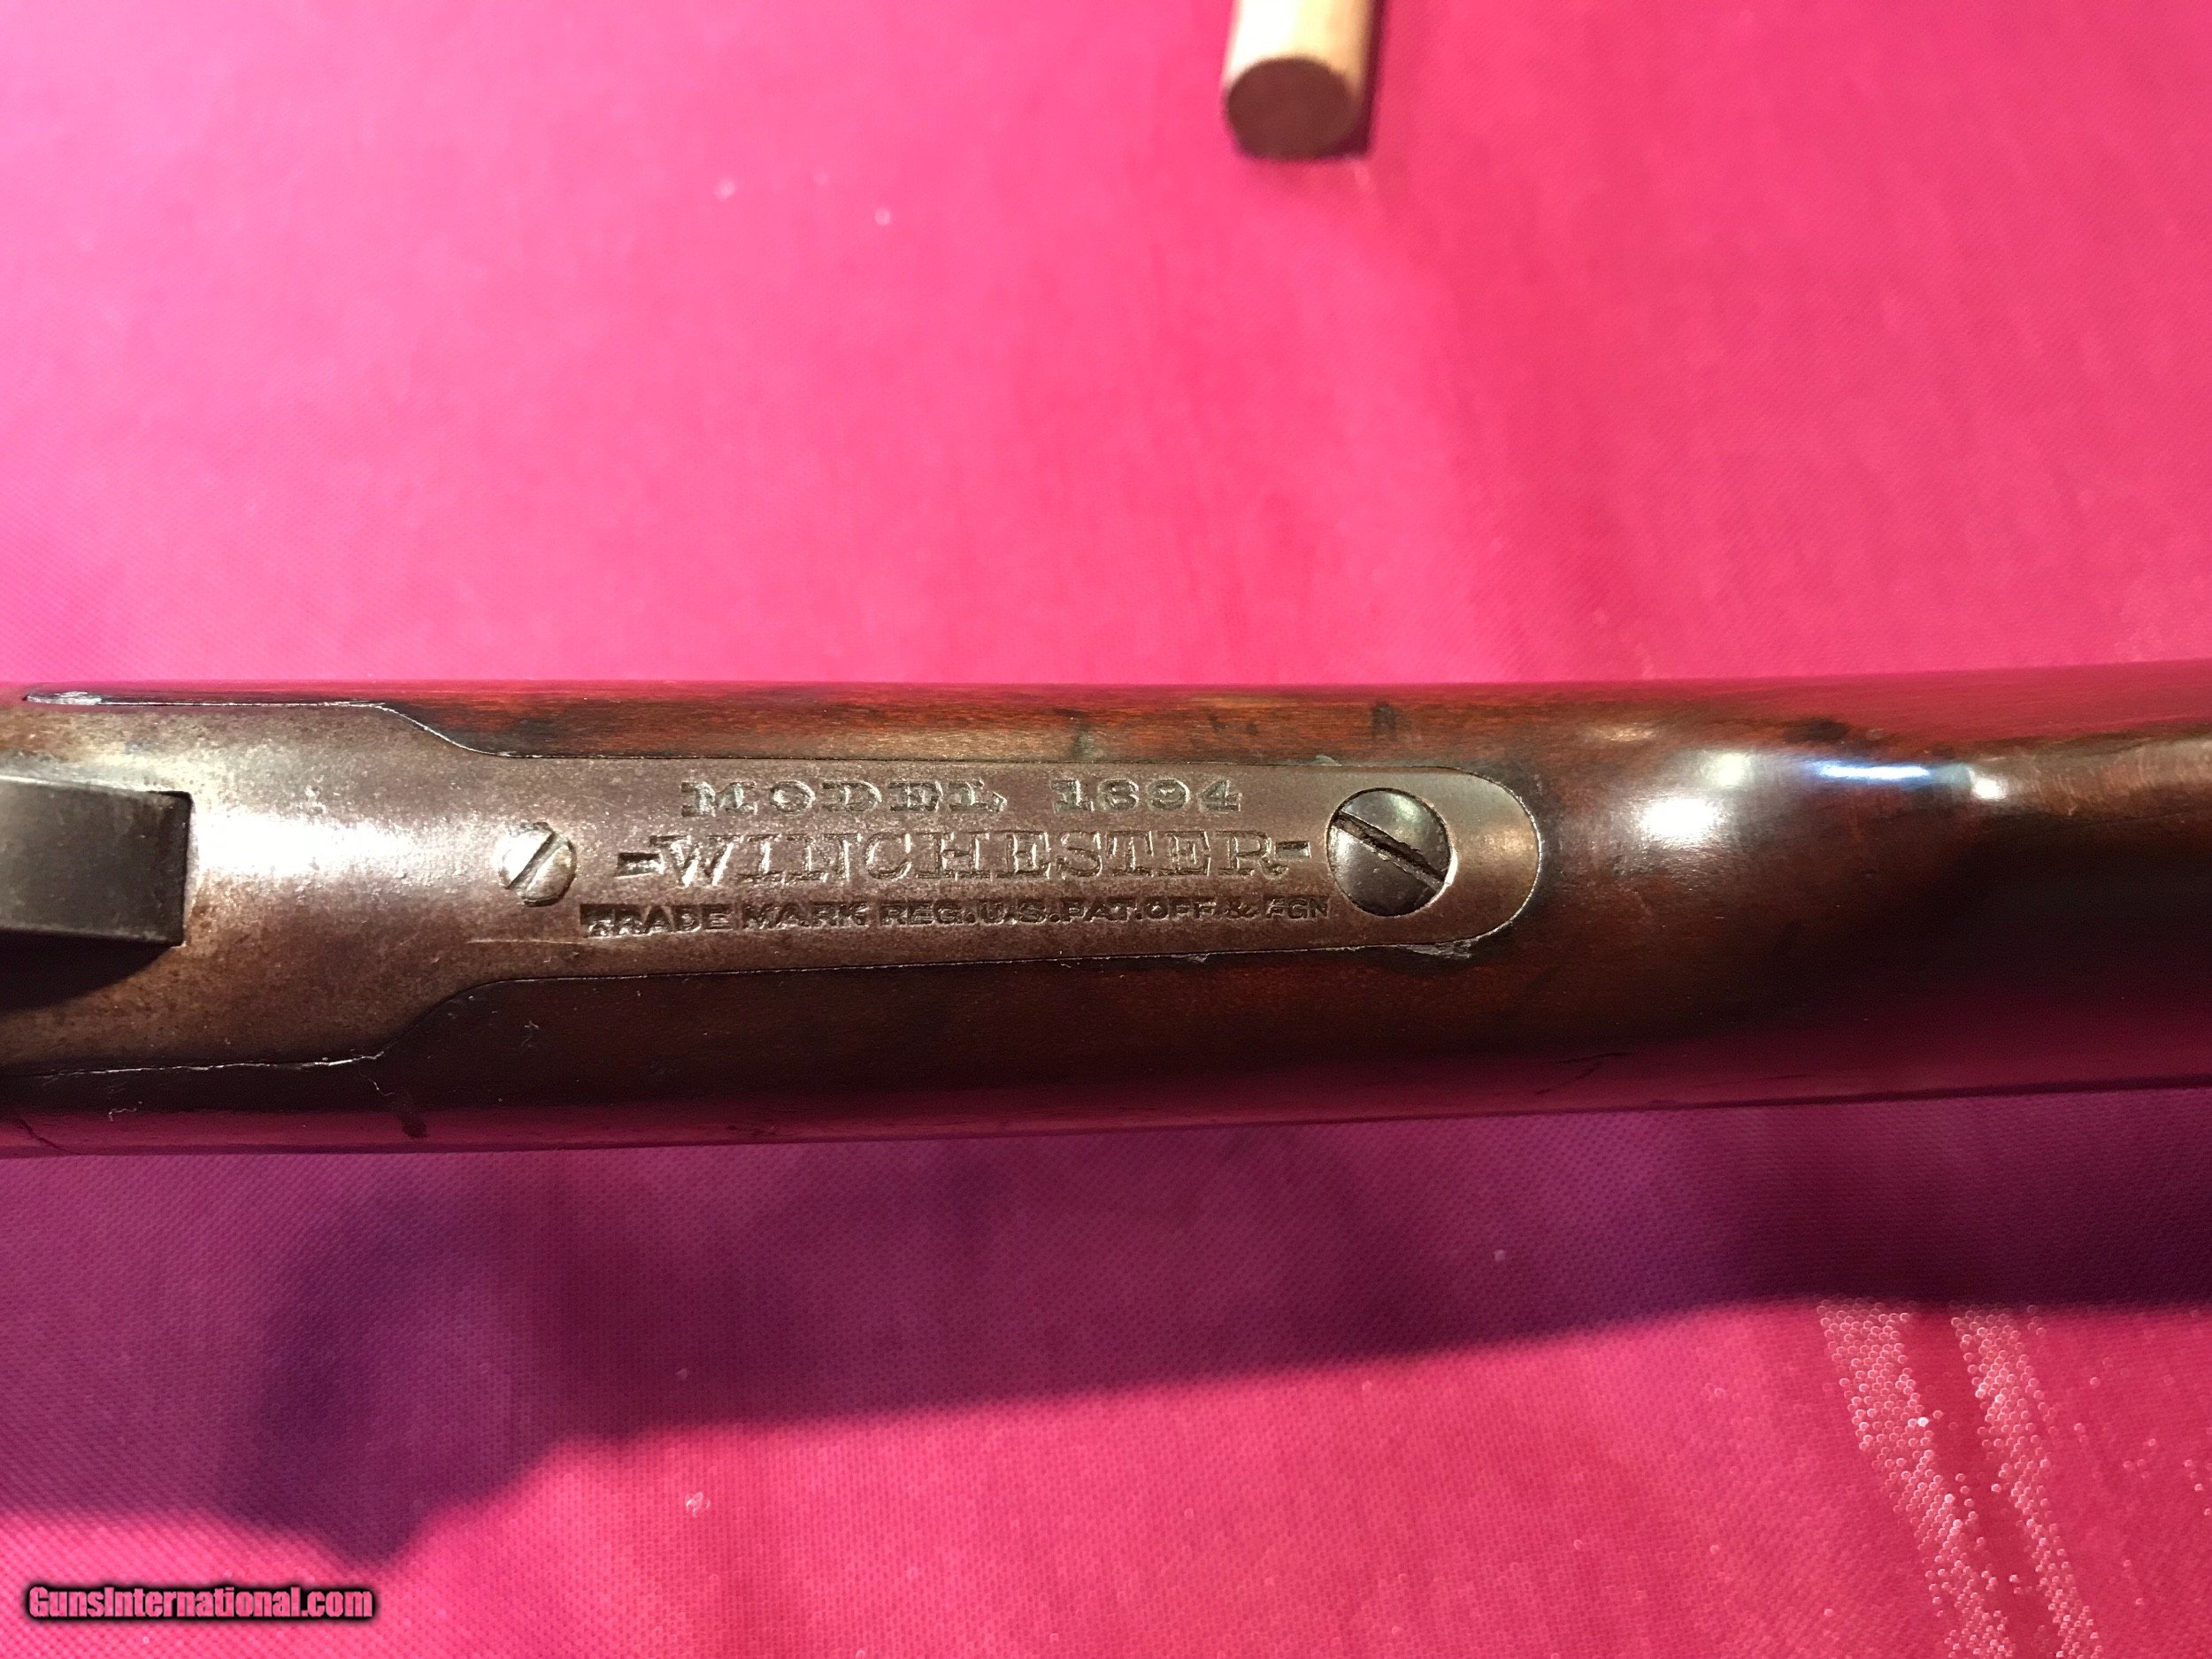 MODEL 1894
-WINCHESTER-
TRADE MARK REG.U.S.PAT.OFF. & FGN
GunsInternational.com